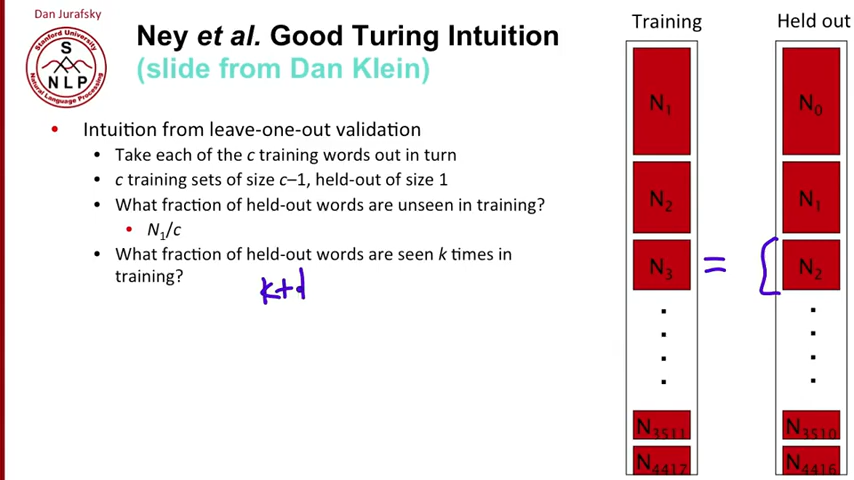 Dan Jurafsky
Stanford University
S
NLP
Natural Language Processing
Ney et al. Good Turing Intuition
(slide from Dan Klein)
• Intuition from leave-one-out validation
• Take each of the c training words out in turn
• c training sets of size c–1, held-out of size 1
• What fraction of held-out words are unseen in training?
• N₁/c
• What fraction of held-out words are seen k times in
training?
k+1
Training
N₁
N₂
N₃ =
N₃₅₁₁
N₄₄₁₇
Held out
N₀
N₁
[ N₂
N₃₅₁₀
N₄₄₁₆